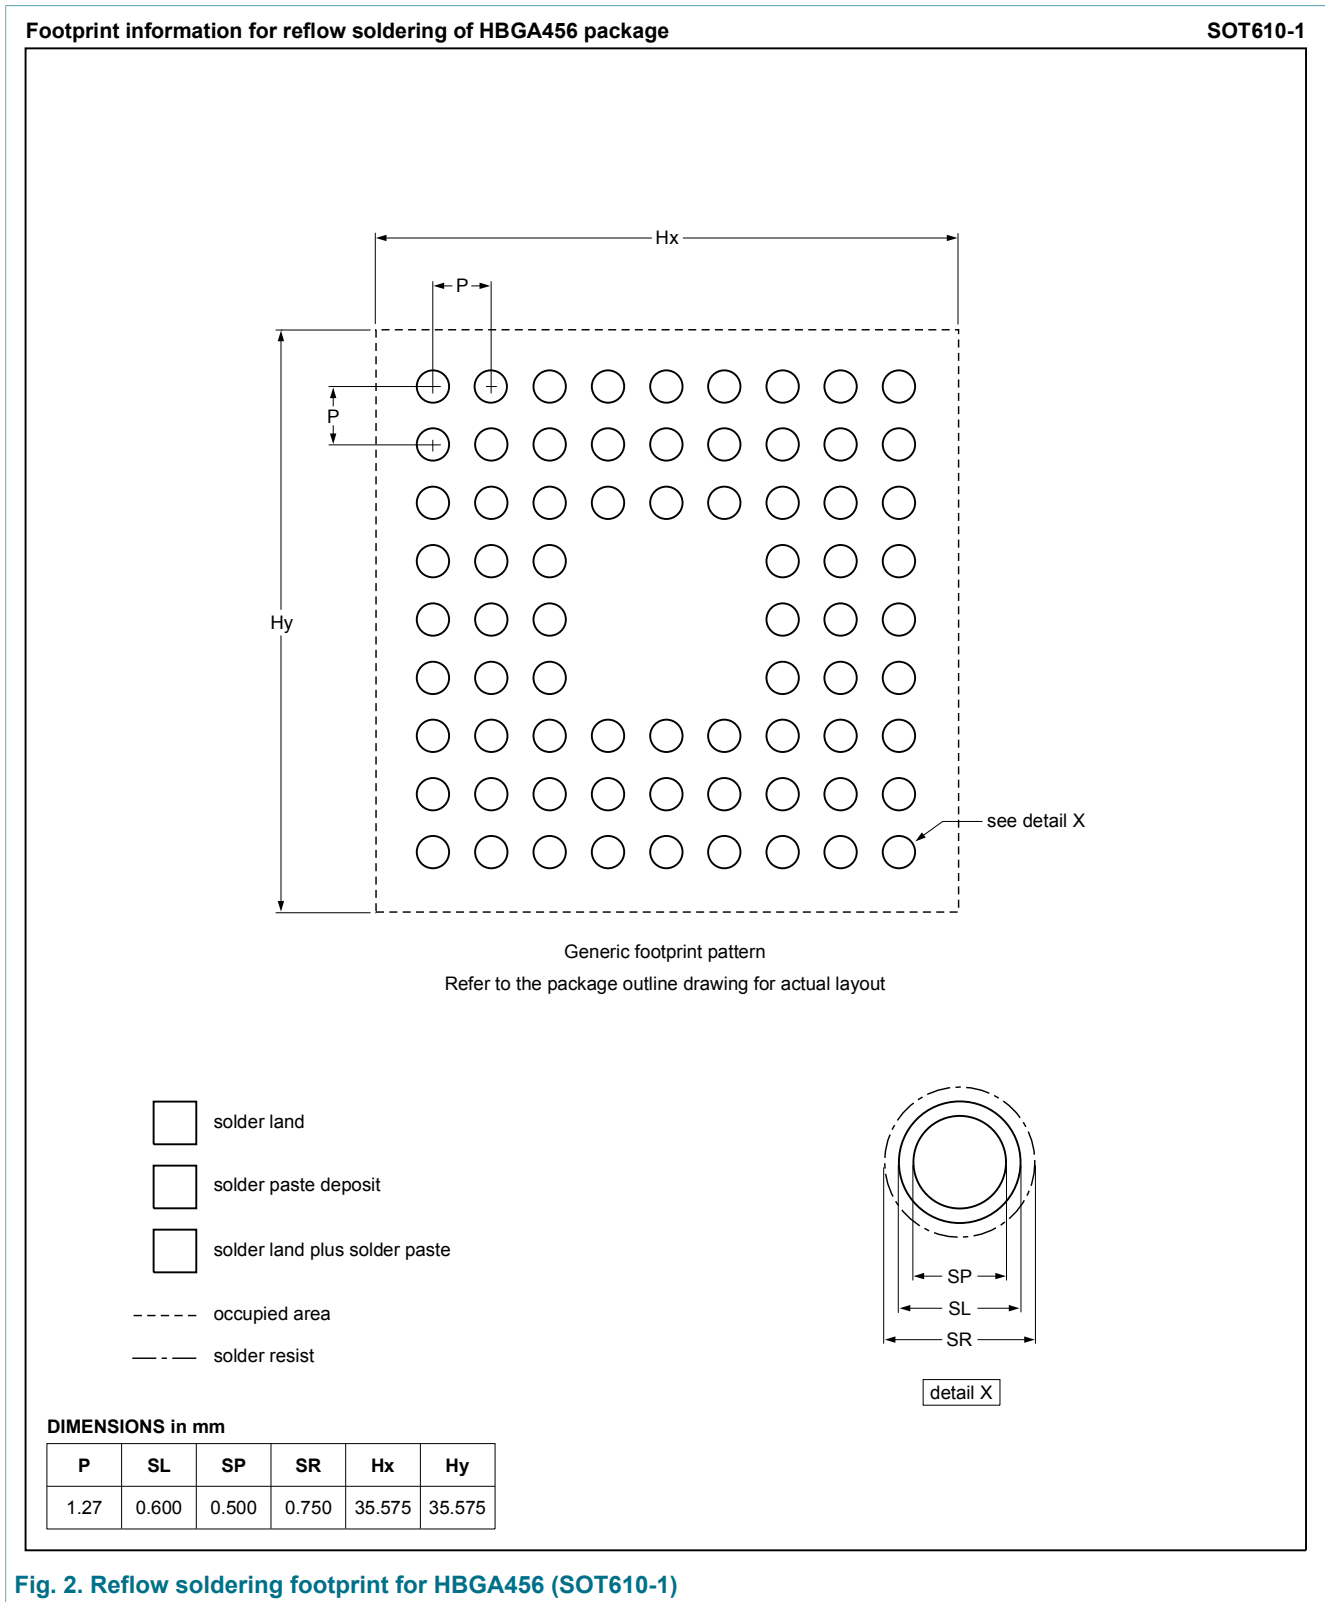 Footprint information for reflow soldering of HBGA456 package SOT610-1
Hx
P
P
Hy
see detail X
Generic footprint pattern
Refer to the package outline drawing for actual layout
solder land
solder paste deposit
solder land plus solder paste
occupied area
solder resist
SP
SL
SR
detail X
DIMENSIONS in mm
P SL SP SR Hx Hy
1.27 0.600 0.500 0.750 35.575 35.575
Fig. 2. Reflow soldering footprint for HBGA456 (SOT610-1)